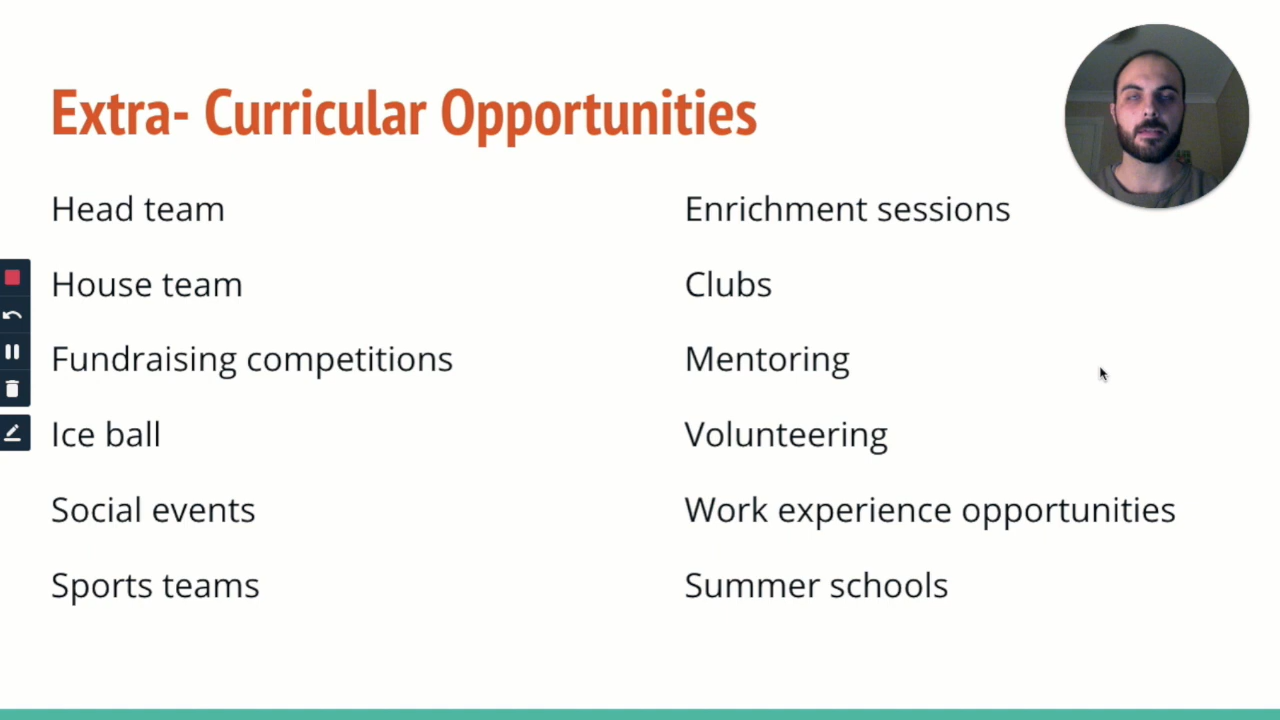 Extra- Curricular Opportunities
Head team
House team
Fundraising competitions
Ice ball
Social events
Sports teams
Enrichment sessions
Clubs
Mentoring
Volunteering
Work experience opportunities
Summer schools